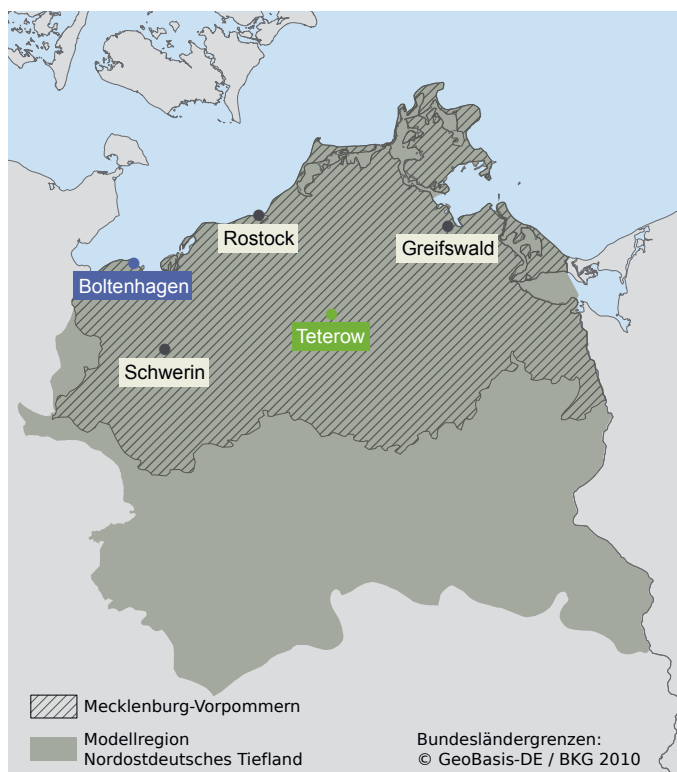 Rostock
Greifswald
Boltenhagen
Teterow
Schwerin
Mecklenburg-Vorpommern
Modellregion
Nordostdeutsches Tiefland
Bundesländergrenzen:
© GeoBasis-DE / BKG 2010